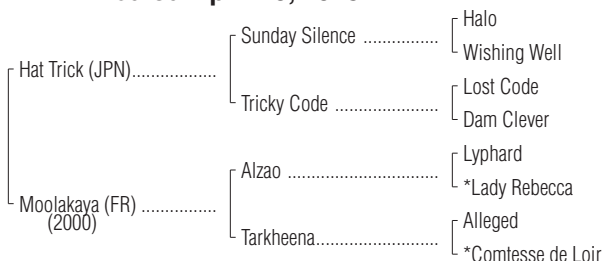 Halo
Sunday Silence ................
Wishing Well
Hat Trick (JPN)..................
Lost Code
Tricky Code ......................
Dam Clever
Lyphard
Alzao ................................
*Lady Rebecca
Moolakaya (FR) ................
(2000)
Alleged
Tarkheena..........................
*Comtesse de Loir